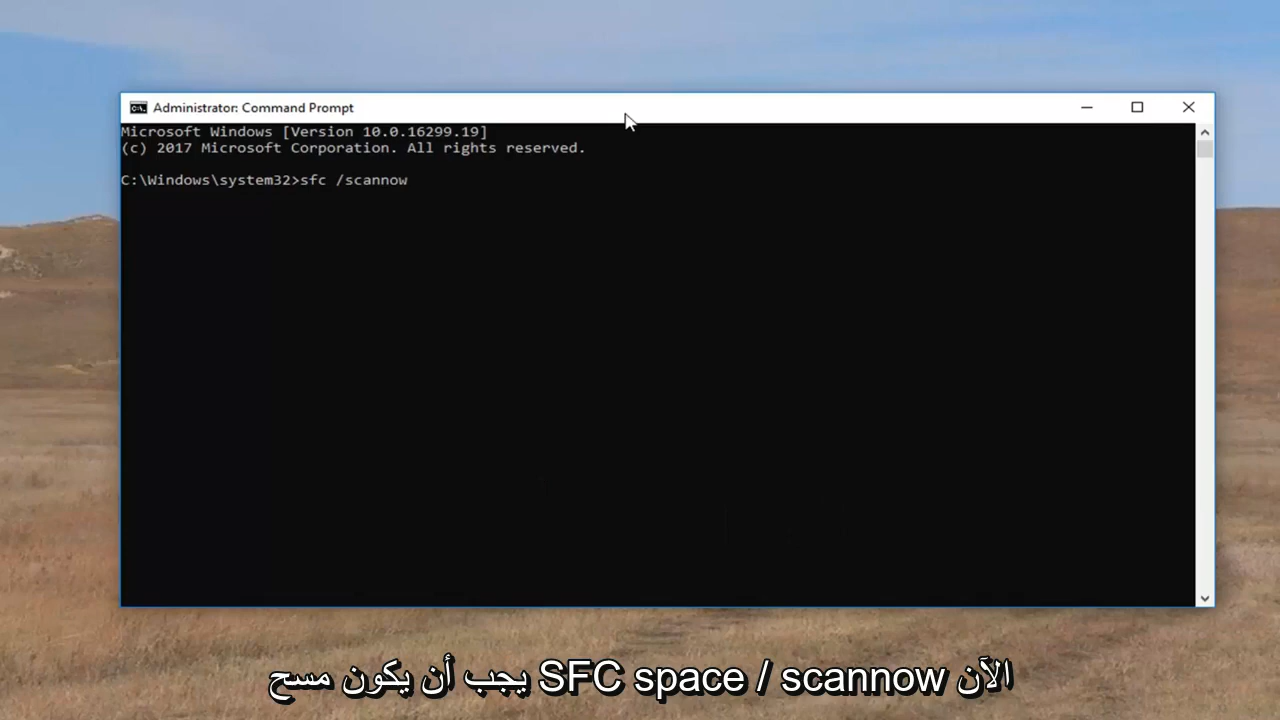 Administrator: Command Prompt
Microsoft Windows [Version 10.0.16299.19]
(c) 2017 Microsoft Corporation. All rights reserved.
C:\Windows\system32>sfc /scannow
الآن SFC space / scannow يجب أن يكون مسح